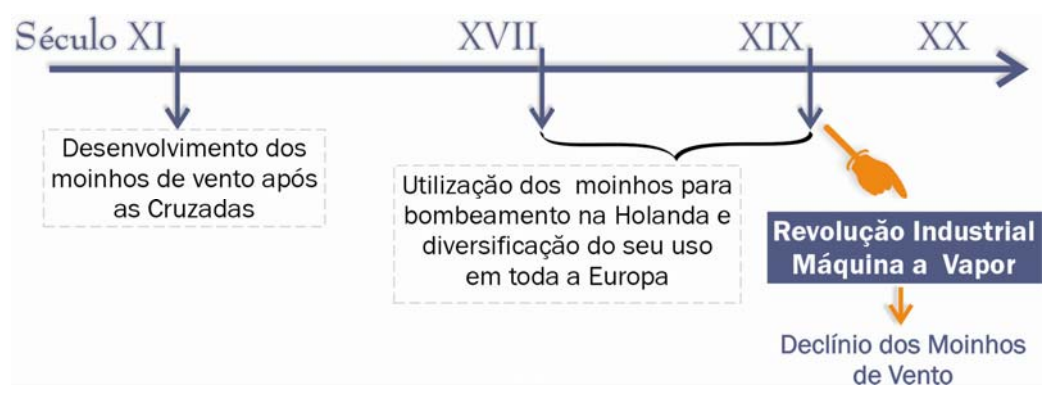 Século XI
XVII
XIX
XX
Desenvolvimento dos
moinhos de vento após
as Cruzadas
Utilização dos moinhos para
bombeamento na Holanda e
diversificação do seu uso
em toda a Europa
Revolução Industrial
Máquina a Vapor
Declínio dos Moinhos
de Vento